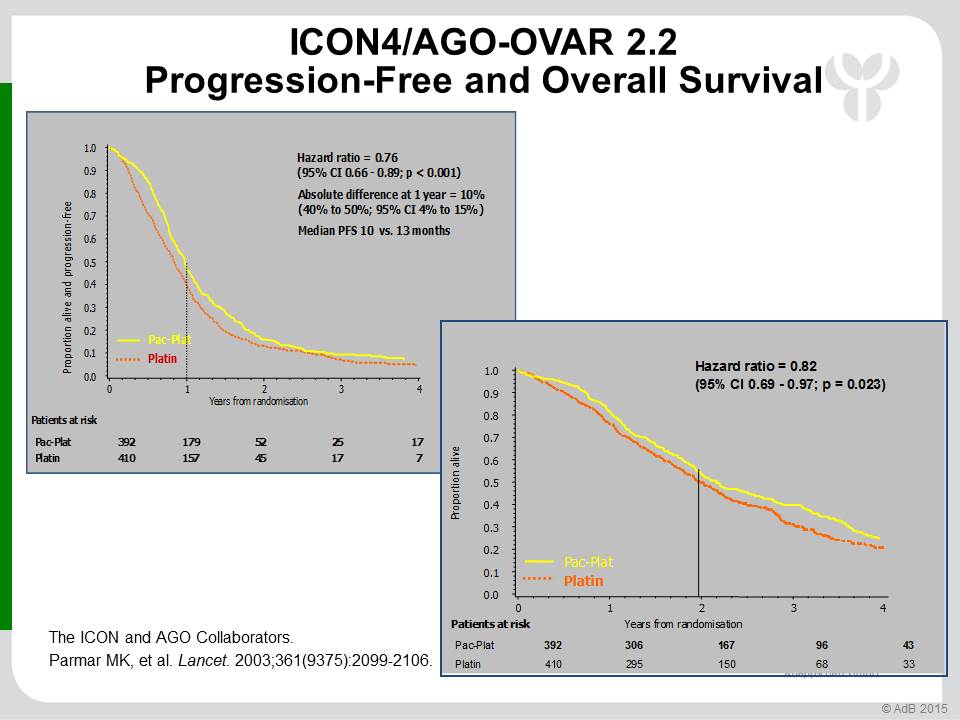 ICON4/AGO-OVAR 2.2
Progression-Free and Overall Survival
Hazard ratio = 0.76
(95% CI 0.66 - 0.89; p < 0.001)
Absolute difference at 1 year = 10%
(40% to 50%; 95% CI 4% to 15%)
Median PFS 10 vs. 13 months
Proportion alive and progression-free
1.0
0.9
0.8
0.7
0.6
0.5
0.4
0.3
0.2
0.1
0.0
Pac-Plat
Platin
0 1 2 3 4
Years from randomisation
Patients at risk
Pac-Plat 392 179 52 25 17
Platin 410 157 45 17 7
Hazard ratio = 0.82
(95% CI 0.69 - 0.97; p = 0.023)
Proportion alive
1.0
0.9
0.8
0.7
0.6
0.5
0.4
0.3
0.2
0.1
0.0
Pac-Plat
Platin
0 1 2 3 4
Patients at risk Years from randomisation
Pac-Plat 392 306 167 96 43
Platin 410 295 150 68 33
The ICON and AGO Collaborators.
Parmar MK, et al. Lancet. 2003;361(9375):2099-2106.
© AdB 2015